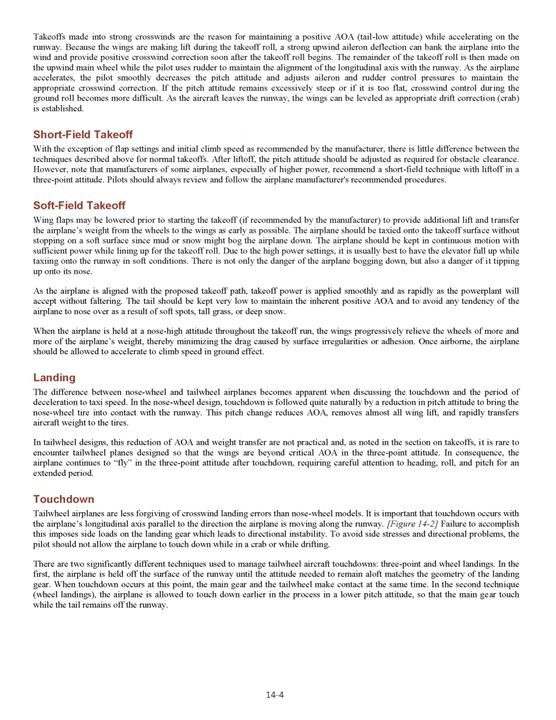 Takeoffs made into strong crosswinds are the reason for maintaining a positive AOA (tail-low attitude) while accelerating on the
runway. Because the wings are making lift during the takeoff roll, a strong upwind aileron deflection can bank the airplane into the
wind and provide positive crosswind correction soon after the takeoff roll begins. The remainder of the takeoff roll is then made on
the upwind main wheel while the pilot uses rudder to maintain the alignment of the longitudinal axis with the runway. As the airplane
accelerates, the pilot smoothly decreases the pitch attitude and adjusts aileron and rudder control pressures to maintain the
appropriate crosswind correction. If the pitch attitude remains excessively steep or if it is too flat, crosswind control during the
ground roll becomes more difficult. As the aircraft leaves the runway, the wings can be leveled as appropriate drift correction (crab)
is established.
Short-Field Takeoff
With the exception of flap settings and initial climb speed as recommended by the manufacturer, there is little difference between the
techniques described above for normal takeoffs. After liftoff, the pitch attitude should be adjusted as required for obstacle clearance.
However, note that manufacturers of some airplanes, especially of higher power, recommend a short-field technique with liftoff in a
three-point attitude. Pilots should always review and follow the airplane manufacturer's recommended procedures.
Soft-Field Takeoff
Wing flaps may be lowered prior to starting the takeoff (if recommended by the manufacturer) to provide additional lift and transfer
the airplane's weight from the wheels to the wings as early as possible. The airplane should be taxied onto the takeoff surface without
stopping on a soft surface since mud or snow might bog the airplane down. The airplane should be kept in continuous motion with
sufficient power while lining up for the takeoff roll. Due to the high power settings, it is usually best to have the elevator full up while
taxiing onto the runway in soft conditions. There is not only the danger of the airplane bogging down, but also a danger of it tipping
up onto its nose.
As the airplane is aligned with the proposed takeoff path, takeoff power is applied smoothly and as rapidly as the powerplant will
accept without faltering. The tail should be kept very low to maintain the inherent positive AOA and to avoid any tendency of the
airplane to nose over as a result of soft spots, tall grass, or deep snow.
When the airplane is held at a nose-high attitude throughout the takeoff run, the wings progressively relieve the wheels of more and
more of the airplane's weight, thereby minimizing the drag caused by surface irregularities or adhesion. Once airborne, the airplane
should be allowed to accelerate to climb speed in ground effect.
Landing
The difference between nose-wheel and tailwheel airplanes becomes apparent when discussing the touchdown and the period of
deceleration to taxi speed. In the nose-wheel design, touchdown is followed quite naturally by a reduction in pitch attitude to bring the
nose-wheel tire into contact with the runway. This pitch change reduces AOA, removes almost all wing lift, and rapidly transfers
aircraft weight to the tires.
In tailwheel designs, this reduction of AOA and weight transfer are not practical and, as noted in the section on takeoffs, it is rare to
encounter tailwheel planes designed so that the wings are beyond critical AOA in the three-point attitude. In consequence, the
airplane continues to “fly” in the three-point attitude after touchdown, requiring careful attention to heading, roll, and pitch for an
extended period.
Touchdown
Tailwheel airplanes are less forgiving of crosswind landing errors than nose-wheel models. It is important that touchdown occurs with
the airplane's longitudinal axis parallel to the direction the airplane is moving along the runway. [Figure 14-2] Failure to accomplish
this imposes side loads on the landing gear which leads to directional instability. To avoid side stresses and directional problems, the
pilot should not allow the airplane to touch down while in a crab or while drifting.
There are two significantly different techniques used to manage tailwheel aircraft touchdowns: three-point and wheel landings. In the
first, the airplane is held off the surface of the runway until the attitude needed to remain aloft matches the geometry of the landing
gear. When touchdown occurs at this point, the main gear and the tailwheel make contact at the same time. In the second technique
(wheel landings), the airplane is allowed to touch down earlier in the process in a lower pitch attitude, so that the main gear touch
while the tail remains off the runway.
14-4